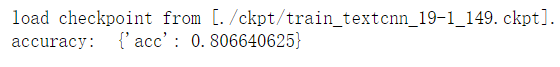 load checkpoint from [./ckpt/train_textcnn_19-1_149.ckpt].
accuracy:  {'acc': 0.806640625}